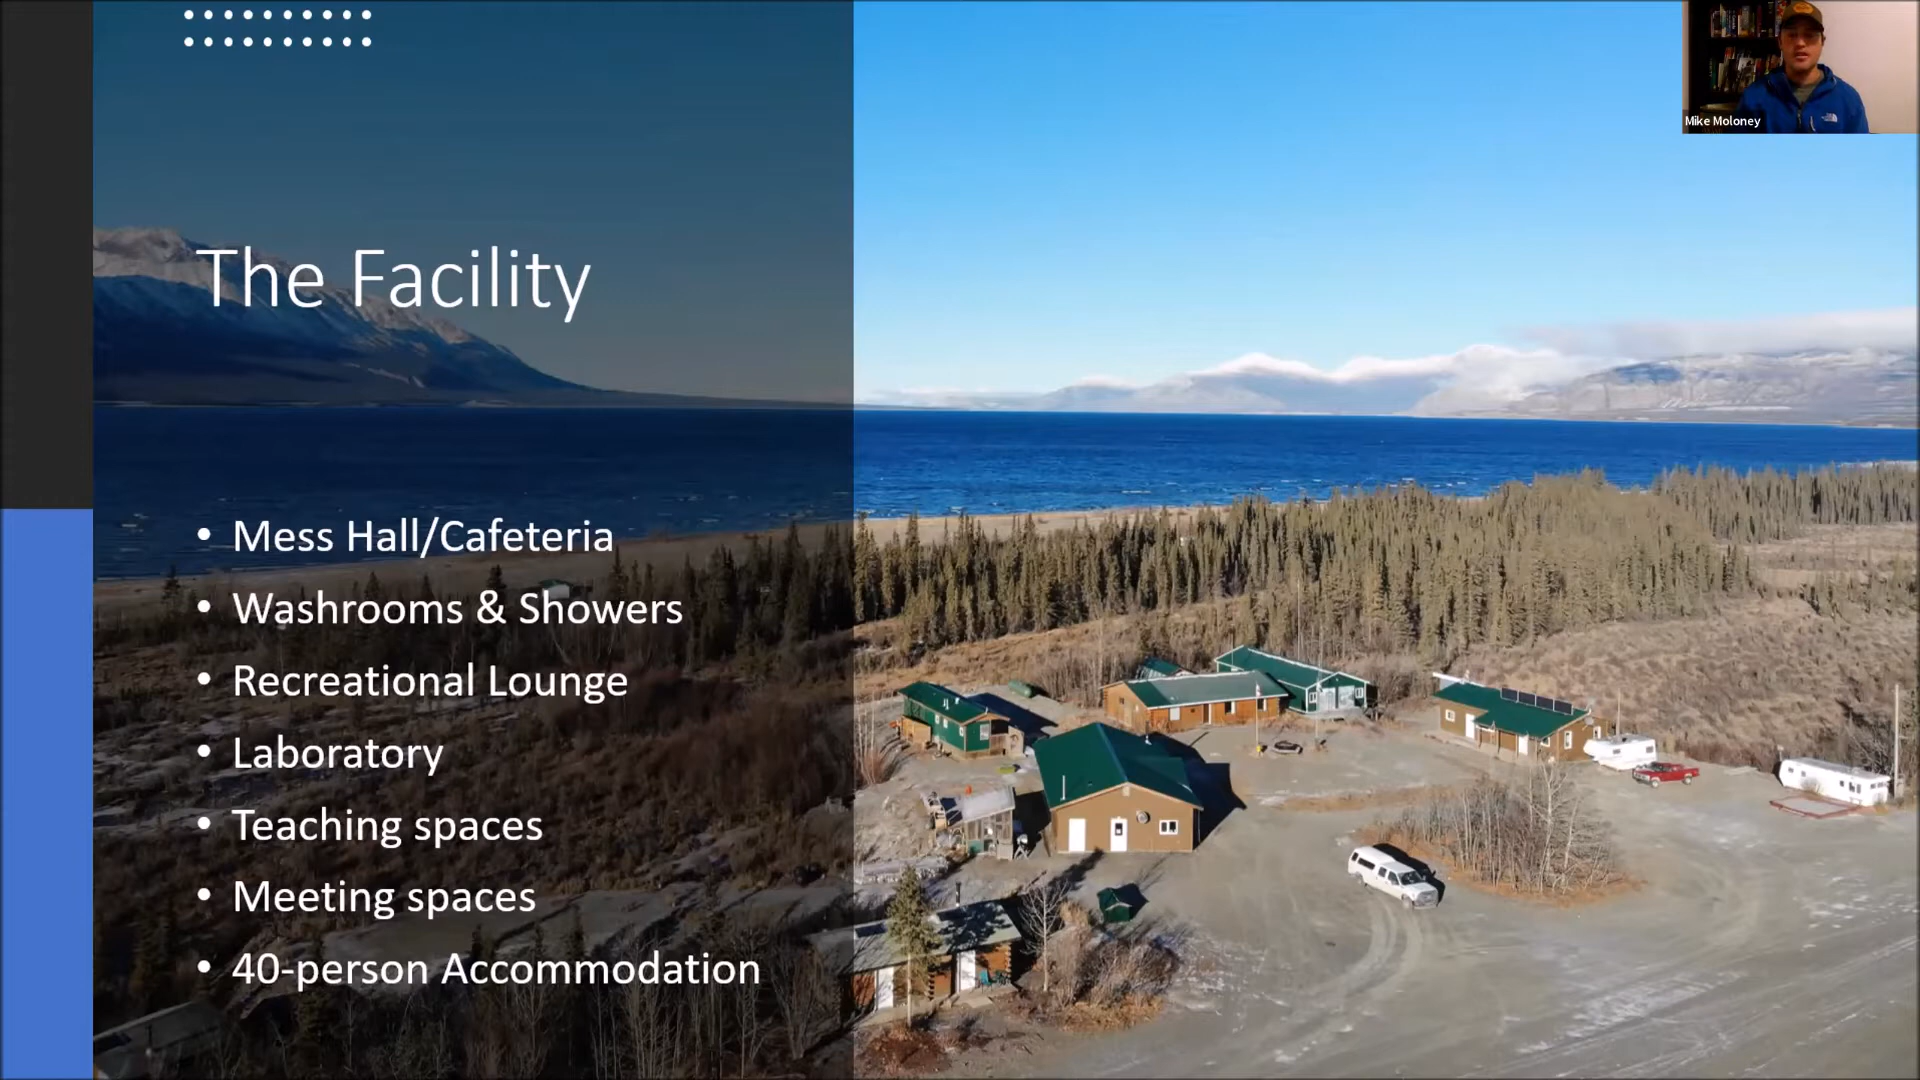 Mike Moloney
The Facility
• Mess Hall/Cafeteria
• Washrooms & Showers
• Recreational Lounge
• Laboratory
• Teaching spaces
• Meeting spaces
• 40-person Accommodation